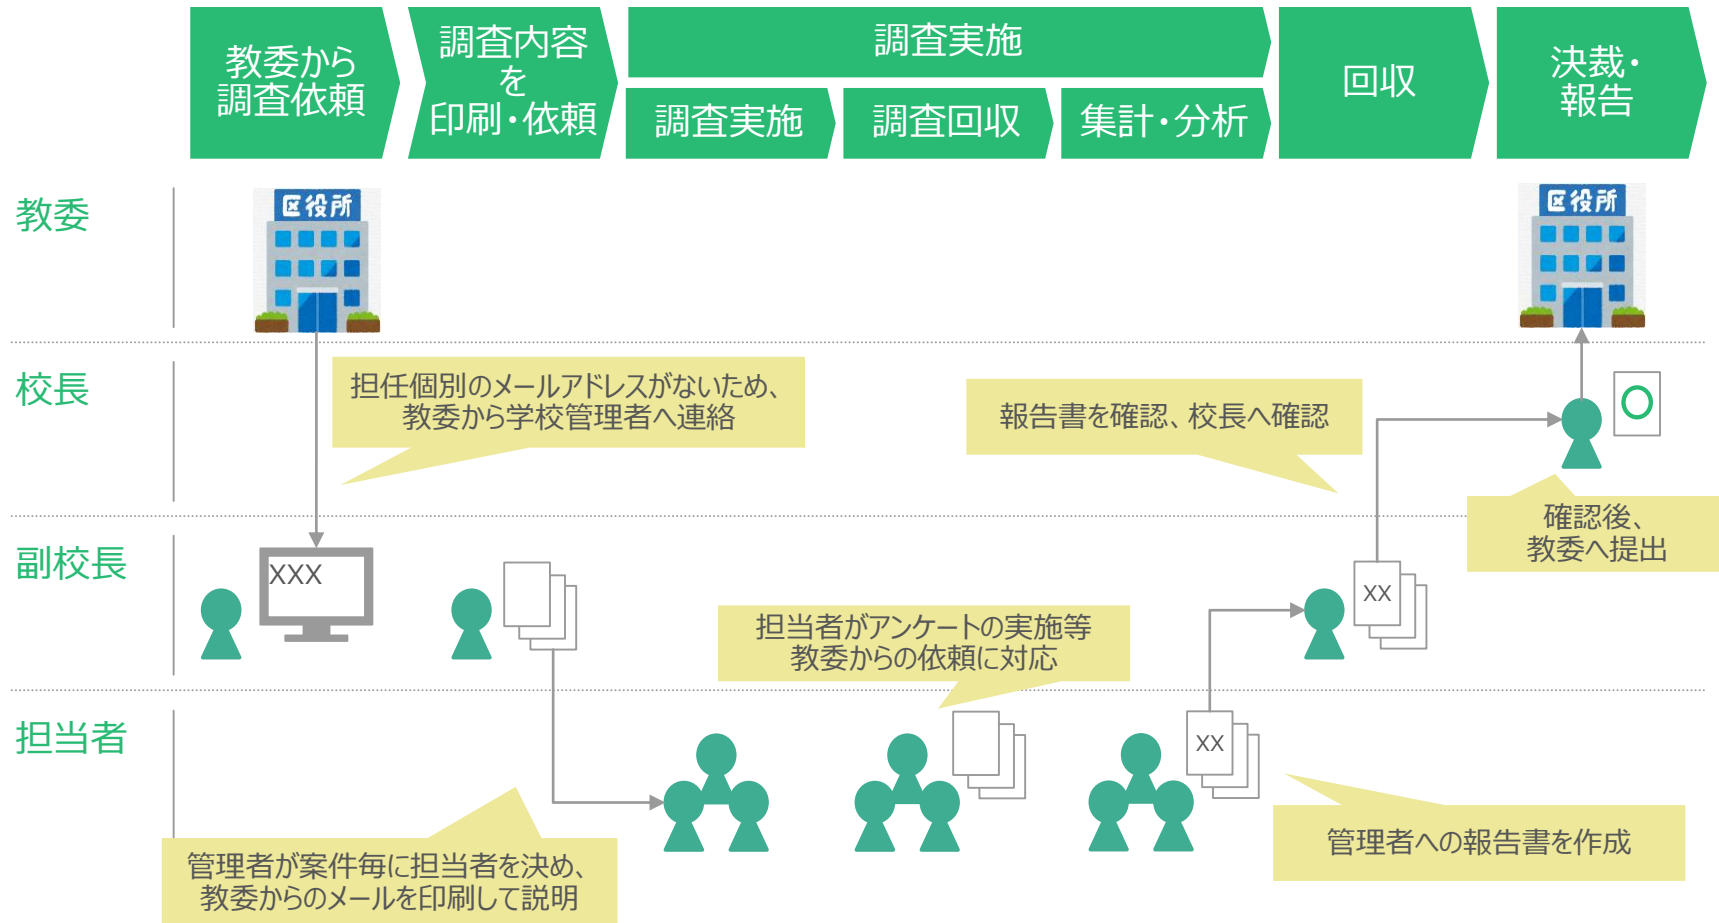 教委から
調査依頼
調査内容
を
印刷・依頼
調査実施
調査実施
調査回収
集計・分析
回収
決裁・
報告
教委
区役所
区役所
校長
担任個別のメールアドレスがないため、
教委から学校管理者へ連絡
報告書を確認、校長へ確認
確認後、
教委へ提出
副校長
XXX
XX
担当者がアンケートの実施等
教委からの依頼に対応
担当者
XX
管理者が案件毎に担当者を決め、
教委からのメールを印刷して説明
管理者への報告書を作成